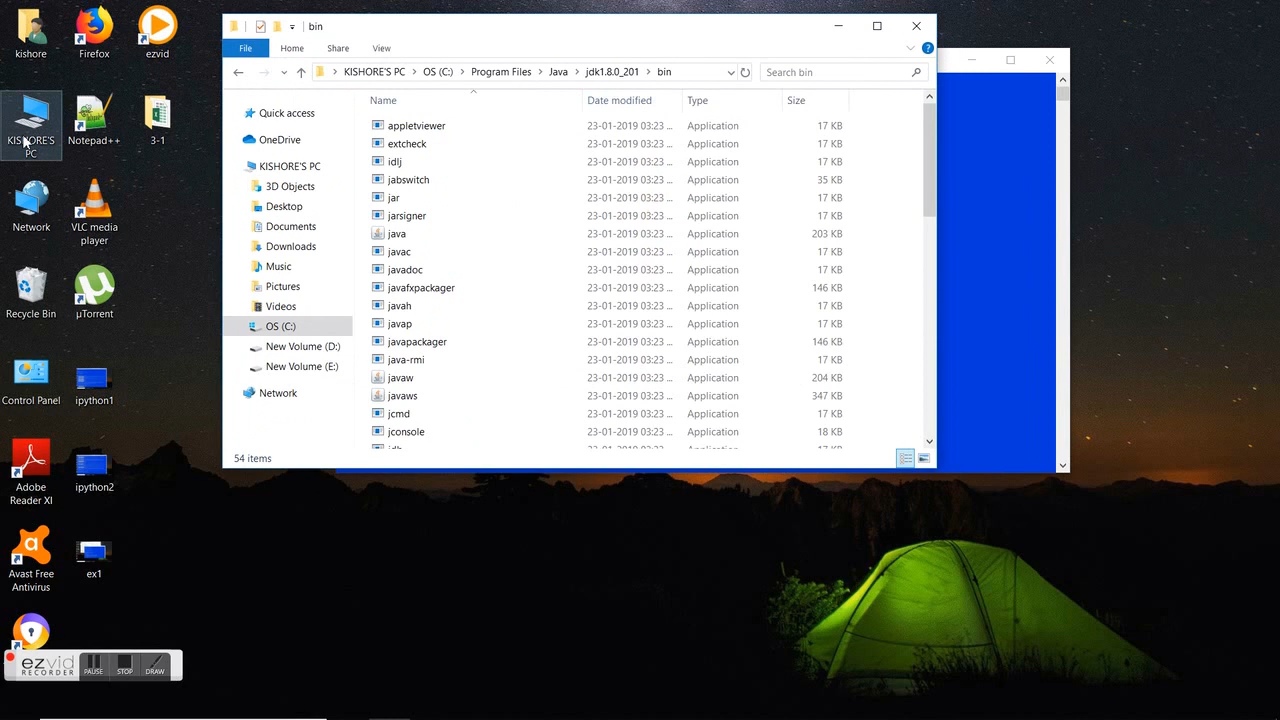 kishore
Firefox
ezvid
KISHORE'S PC
Notepad++
3-1
Network
VLC media player
Recycle Bin
µTorrent
Control Panel
ipython1
Adobe Reader XI
ipython2
Avast Free Antivirus
ex1
ezvid
RECORDER
PAUSE
STOP
DRAW
bin
File Home Share View
KISHORE'S PC > OS (C:) > Program Files > Java > jdk1.8.0_201 > bin
Search bin
Quick access
OneDrive
KISHORE'S PC
3D Objects
Desktop
Documents
Downloads
Music
Pictures
Videos
OS (C:)
New Volume (D:)
New Volume (E:)
Network
Name Date modified Type Size
appletviewer 23-01-2019 03:23 ... Application 17 KB
extcheck 23-01-2019 03:23 ... Application 17 KB
idlj 23-01-2019 03:23 ... Application 17 KB
jabswitch 23-01-2019 03:23 ... Application 35 KB
jar 23-01-2019 03:23 ... Application 17 KB
jarsigner 23-01-2019 03:23 ... Application 17 KB
java 23-01-2019 03:23 ... Application 203 KB
javac 23-01-2019 03:23 ... Application 17 KB
javadoc 23-01-2019 03:23 ... Application 17 KB
javafxpackager 23-01-2019 03:23 ... Application 146 KB
javah 23-01-2019 03:23 ... Application 17 KB
javap 23-01-2019 03:23 ... Application 17 KB
javapackager 23-01-2019 03:23 ... Application 146 KB
java-rmi 23-01-2019 03:23 ... Application 17 KB
javaw 23-01-2019 03:23 ... Application 204 KB
javaws 23-01-2019 03:23 ... Application 347 KB
jcmd 23-01-2019 03:23 ... Application 17 KB
jconsole 23-01-2019 03:23 ... Application 18 KB
54 items